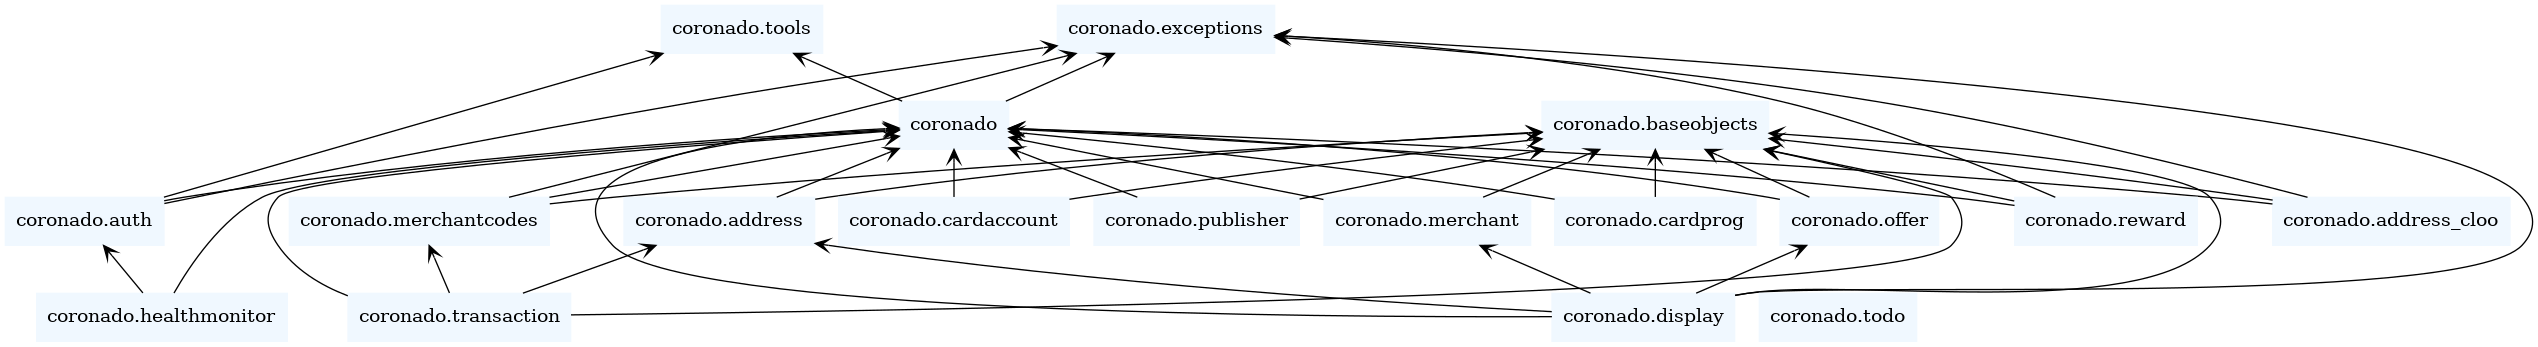 coronado.tools
coronado.exceptions
coronado
coronado.baseobjects
coronado.auth
coronado.merchantcodes
coronado.address
coronado.cardaccount
coronado.publisher
coronado.merchant
coronado.cardprog
coronado.offer
coronado.reward
coronado.address_cloo
coronado.healthmonitor
coronado.transaction
coronado.display
coronado.todo